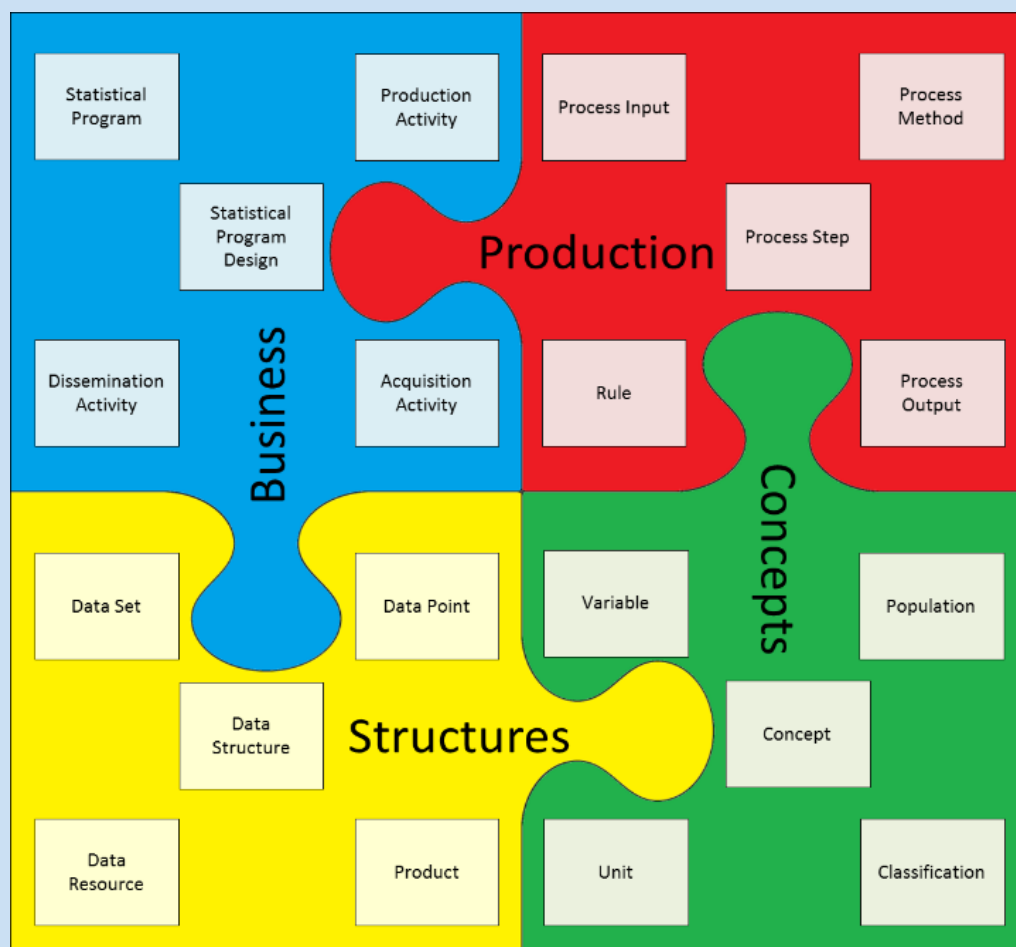 Statistical
Program
Production
Activity
Statistical
Program
Design
Dissemination
Activity
Acquisition
Activity
Business
Process Input
Process
Method
Process Step
Production
Rule
Process
Output
Data Set
Data Point
Data
Structure
Structures
Data
Resource
Product
Variable
Population
Concepts
Concept
Unit
Classification